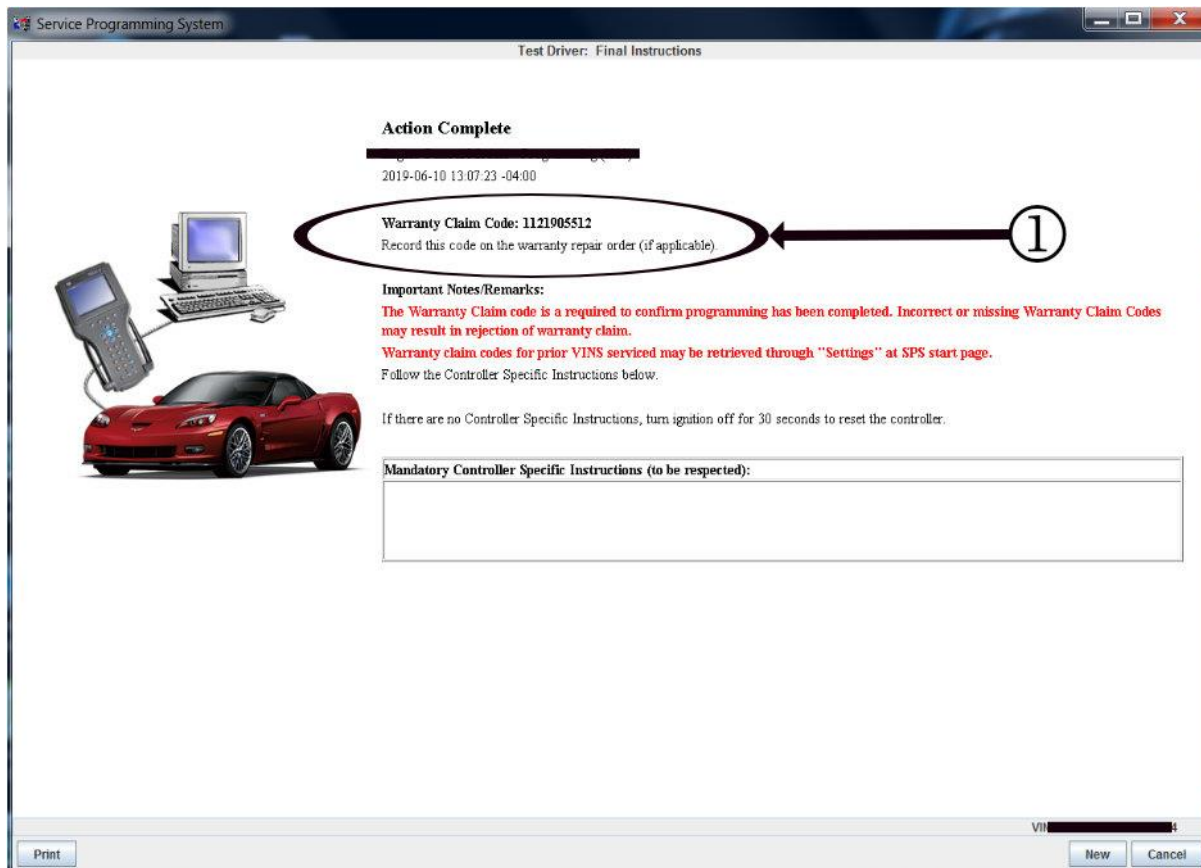 Service Programming System
Test Driver: Final Instructions
Action Complete
2019-06-10 13:07:23 -04:00
Warranty Claim Code: 1121905512
Record this code on the warranty repair order (if applicable).
1
Important Notes/Remarks:
The Warranty Claim code is a required to confirm programming has been completed. Incorrect or missing Warranty Claim Codes
may result in rejection of warranty claim.
Warranty claim codes for prior VINS serviced may be retrieved through "Settings" at SPS start page.
Follow the Controller Specific Instructions below.
If there are no Controller Specific Instructions, turn ignition off for 30 seconds to reset the controller.
Mandatory Controller Specific Instructions (to be respected):
VIN 4
Print New Cancel